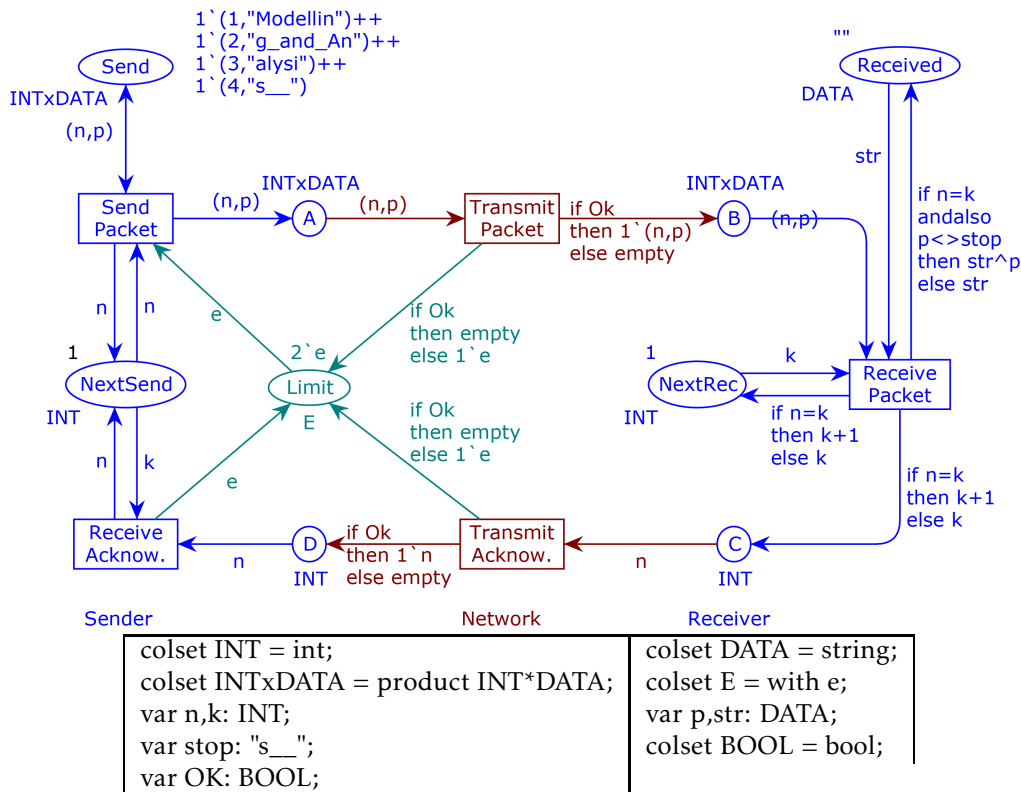 1`(1,"Modellin")++
1`(2,"g_and_An")++
1`(3,"alysi")++
1`(4,"s__")
Send
INTxDATA
(n,p)
""
Received
DATA
str
Send
Packet
(n,p)
INTxDATA
A
(n,p)
Transmit
Packet
if Ok
then 1`(n,p)
else empty
INTxDATA
B
(n,p)
if n=k
andalso
p<>stop
then str^p
else str
n
n
e
if Ok
then empty
else 1`e
1
NextSend
INT
2`e
Limit
E
1
NextRec
INT
k
if n=k
then k+1
else k
Receive
Packet
if Ok
then empty
else 1`e
n
k
e
if n=k
then k+1
else k
Receive
Acknow.
n
D
INT
if Ok
then 1`n
else empty
Transmit
Acknow.
n
C
INT
Sender
Network
Receiver
colset INT = int;
colset INTxDATA = product INT*DATA;
var n,k: INT;
var stop: "s__";
var OK: BOOL;
colset DATA = string;
colset E = with e;
var p,str: DATA;
colset BOOL = bool;